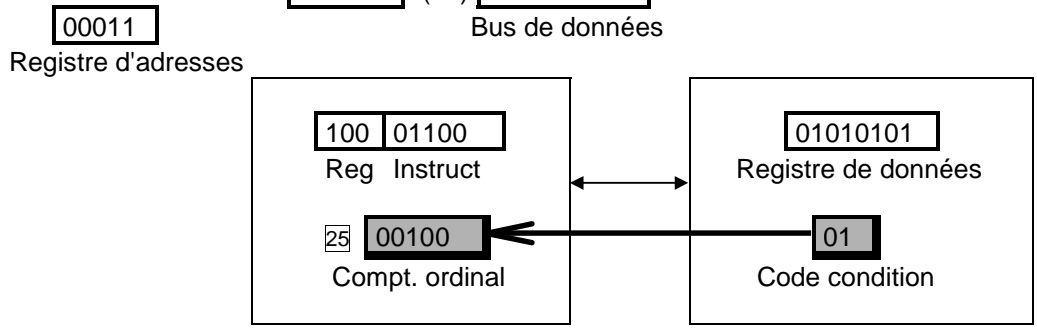 00011
Bus de données
Registre d'adresses
100 01100
01010101
Reg Instruct
Registre de données
25 00100
01
Compt. ordinal
Code condition